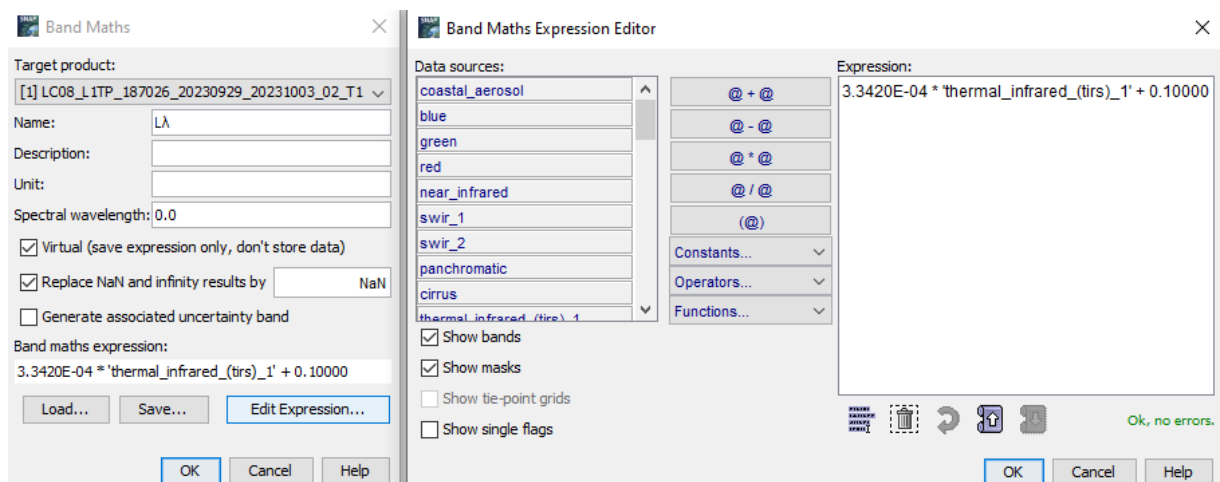 Band Maths
Target product:
[1] LC08_L1TP_187026_20230929_20231003_02_T1
Name: Lλ
Description:
Unit:
Spectral wavelength: 0.0
Virtual (save expression only, don't store data)
Replace NaN and infinity results by NaN
Generate associated uncertainty band
Band maths expression:
3.3420E-04 * 'thermal_infrared_(tirs)_1' + 0.10000
Load... Save... Edit Expression...
OK Cancel Help
Band Maths Expression Editor
Data sources:
coastal_aerosol
blue
green
red
near_infrared
swir_1
swir_2
panchromatic
cirrus
thermal_infrared_(tirs)_1
Show bands
Show masks
Show tie-point grids
Show single flags
@ + @
@ - @
@ * @
@ / @
(@)
Constants...
Operators...
Functions...
Expression:
3.3420E-04 * 'thermal_infrared_(tirs)_1' + 0.10000
Ok, no errors.
OK Cancel Help